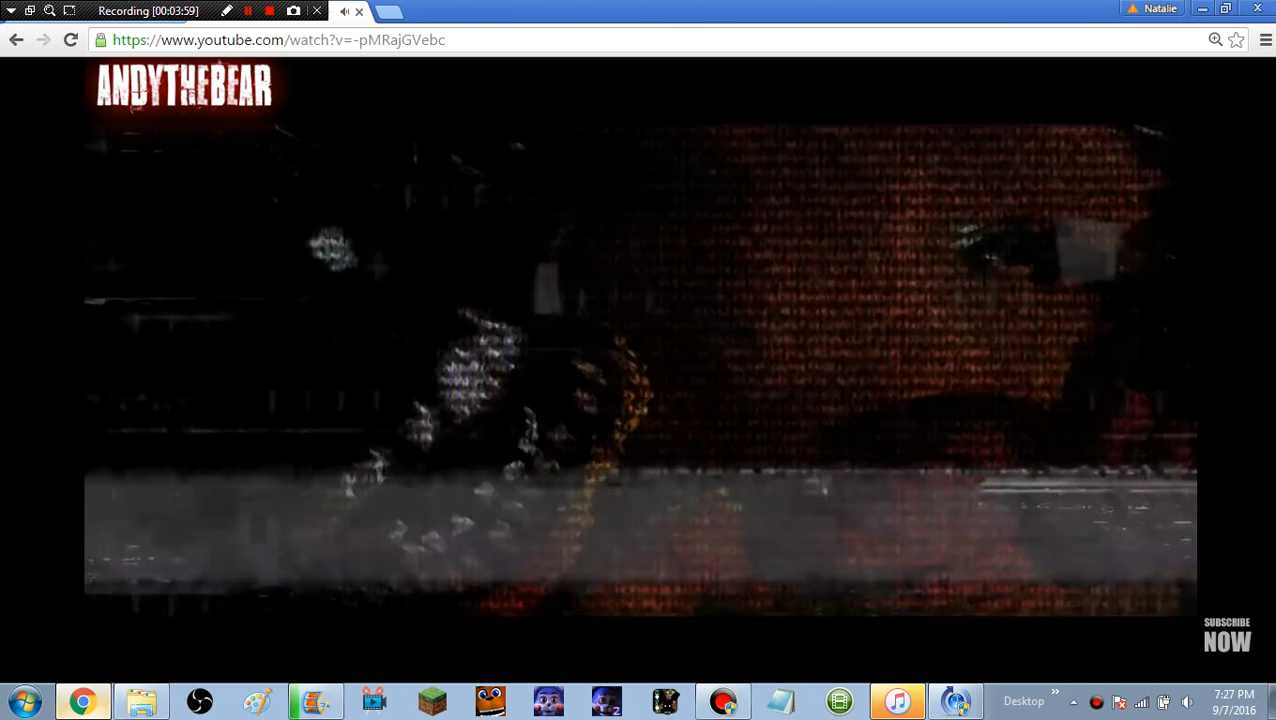 Recording [00:03:59]
Natalie
https://www.youtube.com/watch?v=-pMRajGVebc
ANDYTHEBEAR
SUBSCRIBE
NOW
2
Desktop
7:27 PM
9/7/2016